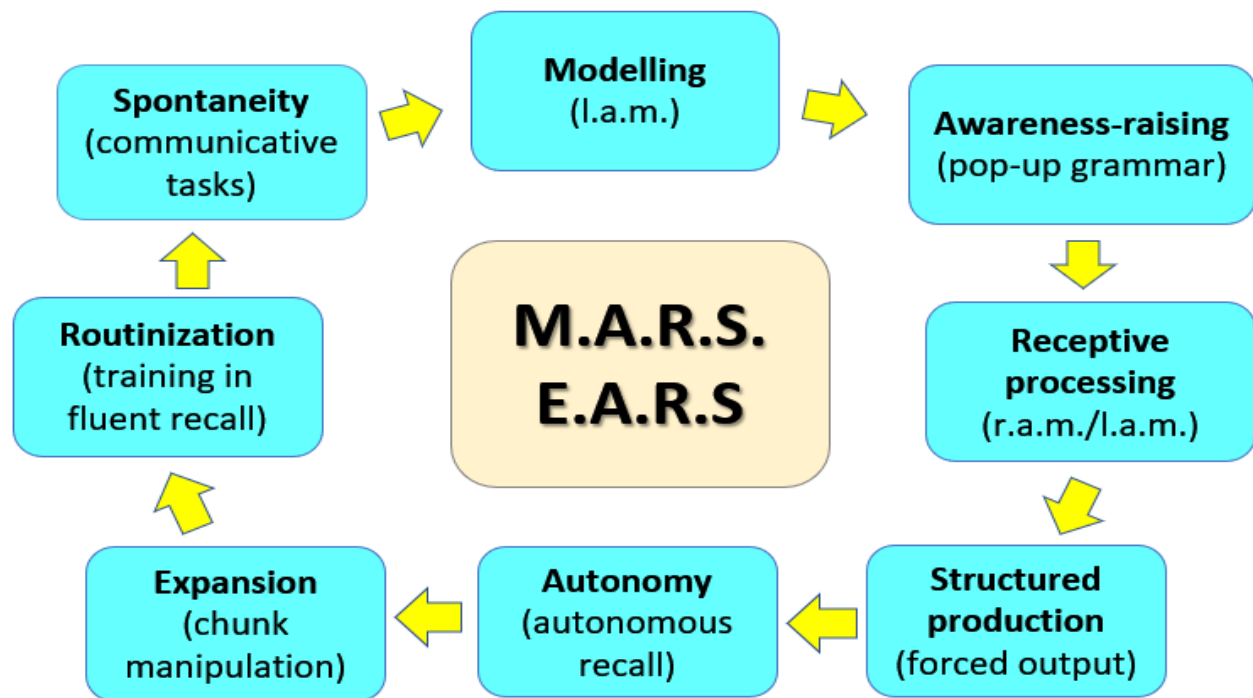 Modelling
(l.a.m.)
Awareness-raising
(pop-up grammar)
Receptive
processing
(r.a.m./l.a.m.)
Structured
production
(forced output)
Autonomy
(autonomous
recall)
Expansion
(chunk
manipulation)
Routinization
(training in
fluent recall)
Spontaneity
(communicative
tasks)
M.A.R.S.
E.A.R.S